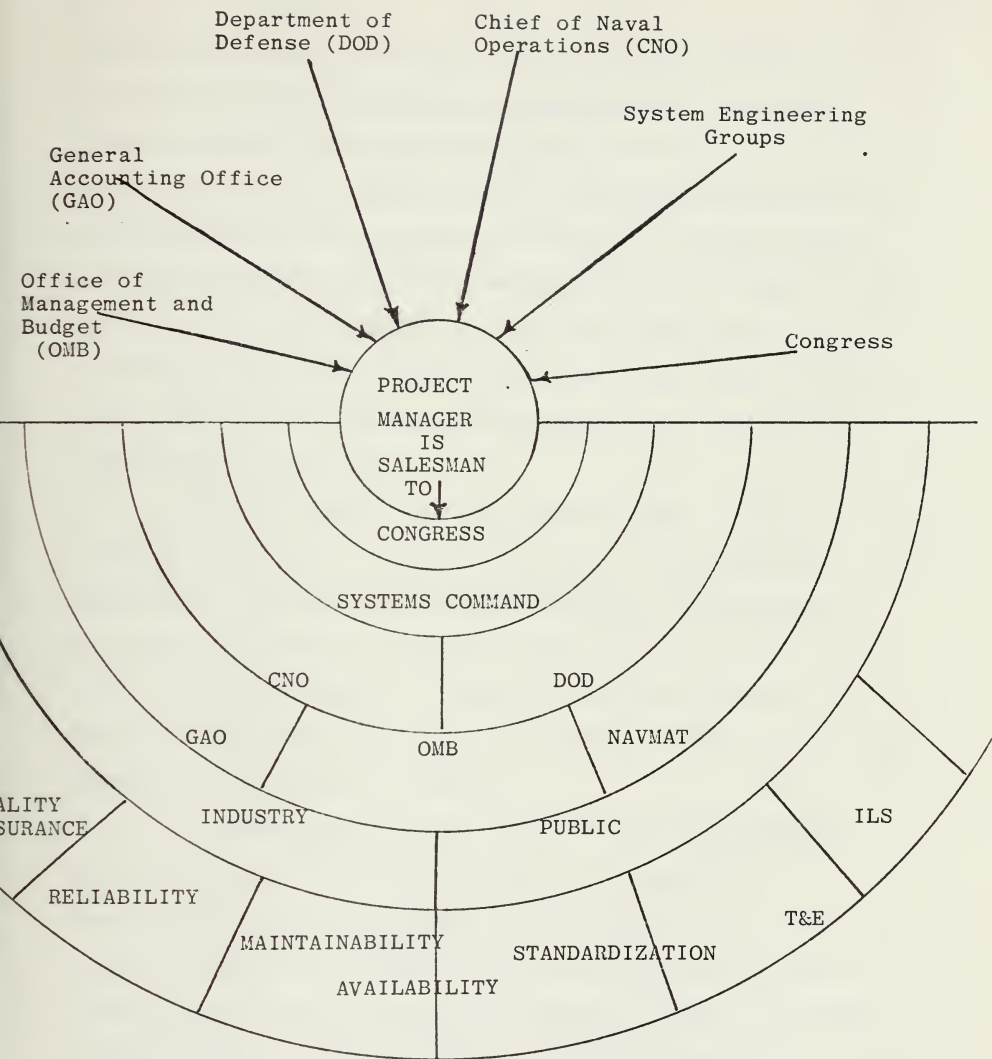 Department of
Defense (DOD)
Chief of Naval
Operations (CNO)
System Engineering
Groups
General
Accounting Office
(GAO)
Office of
Management and
Budget
(OMB)
Congress
PROJECT
MANAGER
IS
SALESMAN
TO
CONGRESS
SYSTEMS COMMAND
CNO
DOD
GAO
OMB
NAVMAT
INDUSTRY
PUBLIC
ALITY
SURANCE
RELIABILITY
MAINTAINABILITY
AVAILABILITY
STANDARDIZATION
T&E
ILS